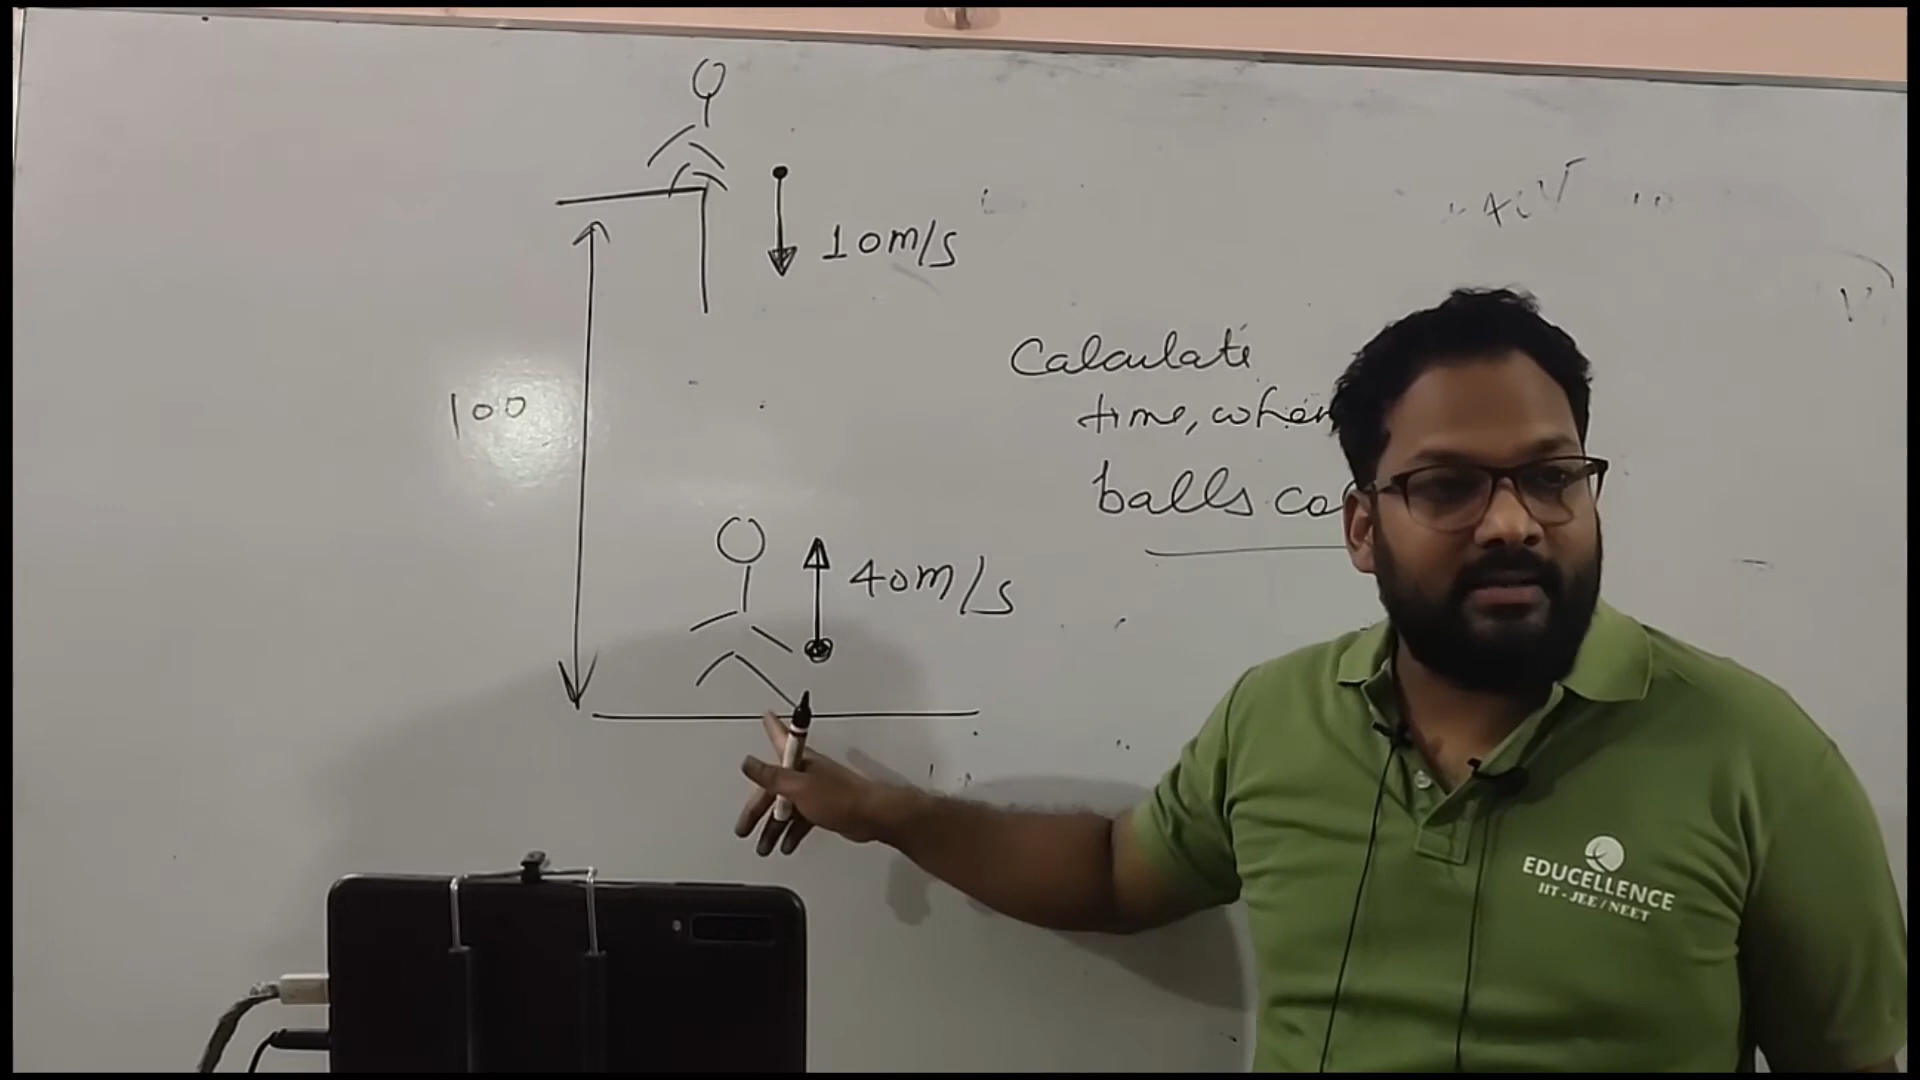 10m/s
100
Calculate
time, when
balls co
40m/s
EDUCELLENCE
IIT - JEE / NEET